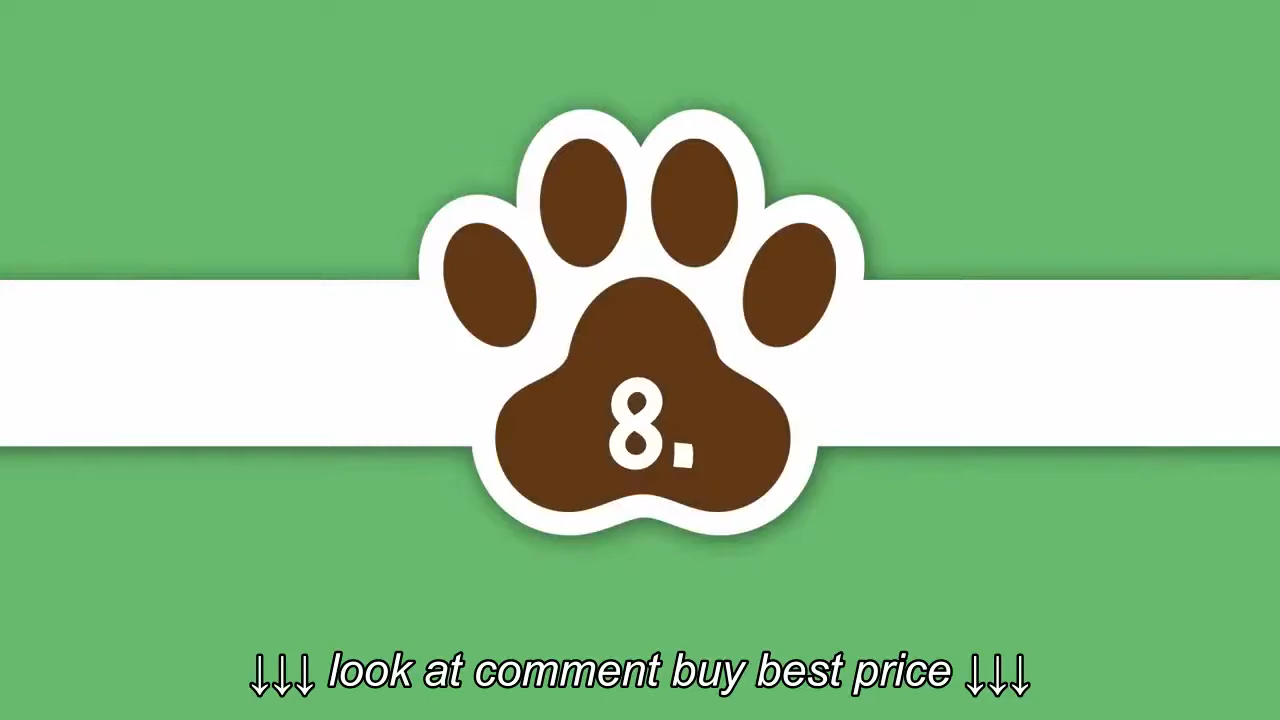 8.
↓↓↓ look at comment buy best price ↓↓↓